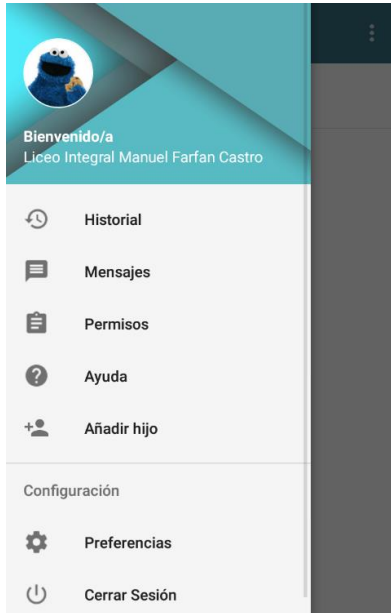 Bienvenido/a
Liceo Integral Manuel Farfan Castro
Historial
Mensajes
Permisos
Ayuda
Añadir hijo
Configuración
Preferencias
Cerrar Sesión